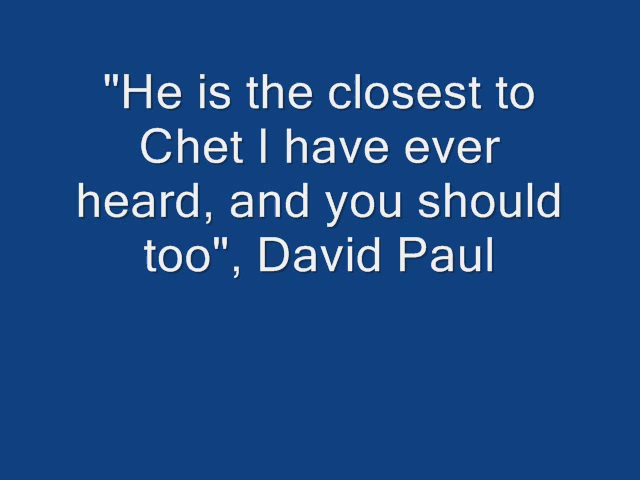 "He is the closest to
Chet I have ever
heard, and you should
too", David Paul